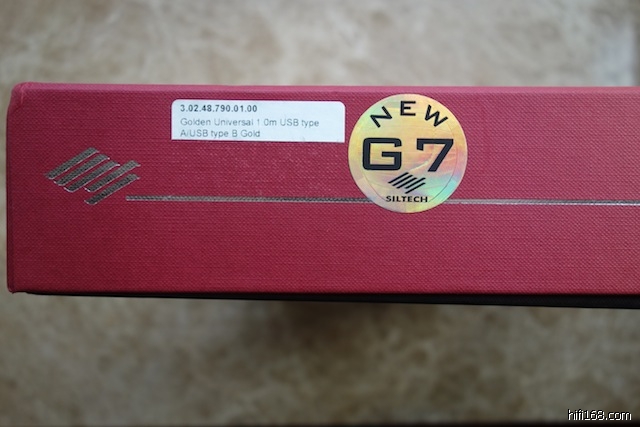 3.02.48.790.01.00
Golden Universal 1.0m USB type
A/USB type B Gold
NEW
G7
SILTECH
hifi168.com